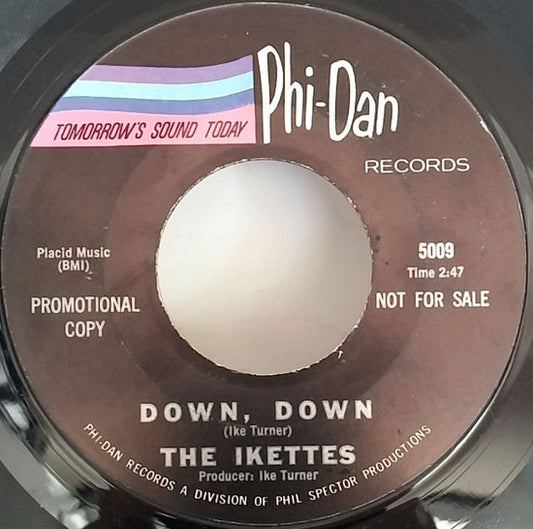 TOMORROW'S SOUND TODAY
Phi-Dan
RECORDS
Placid Music
(BMI)
5009
Time 2:47
PROMOTIONAL
COPY
NOT FOR SALE
DOWN, DOWN
(Ike Turner)
THE IKETTES
Producer: Ike Turner
PHI-DAN RECORDS A DIVISION OF PHIL SPECTOR PRODUCTIONS